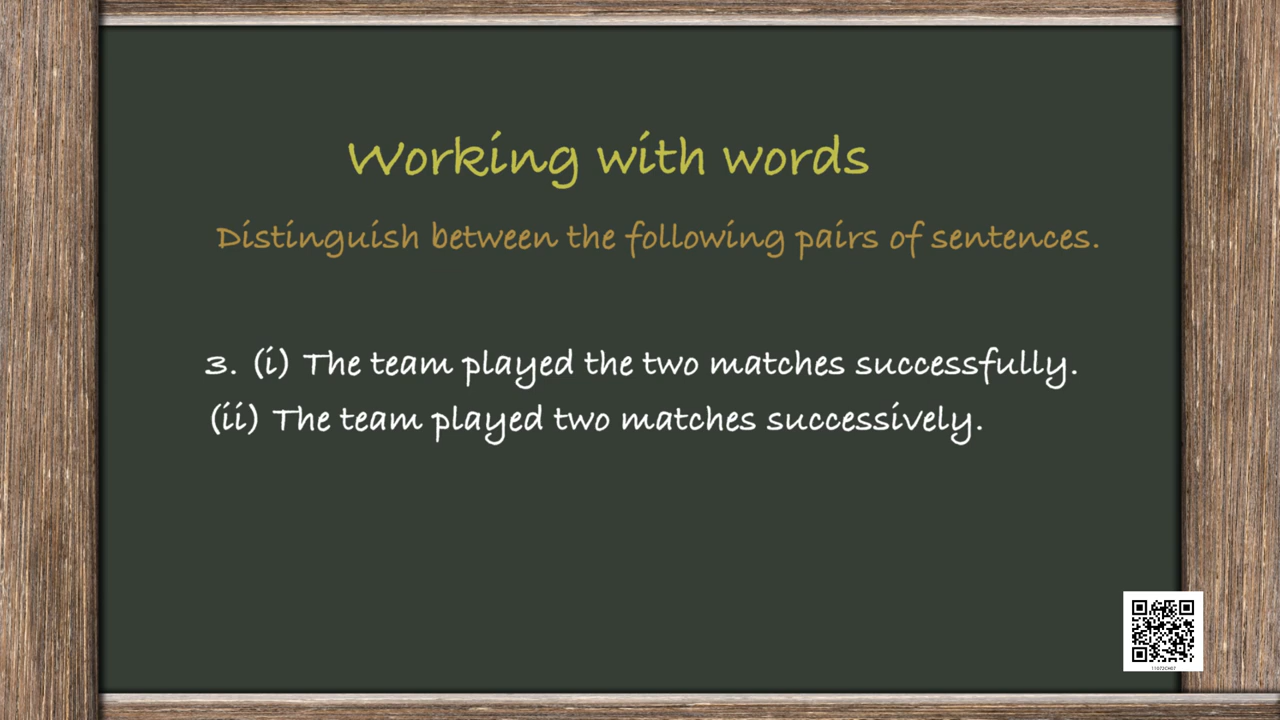 Working with words
Distinguish between the following pairs of sentences.
3. (i) The team played the two matches successfully.
(ii) The team played two matches successively.